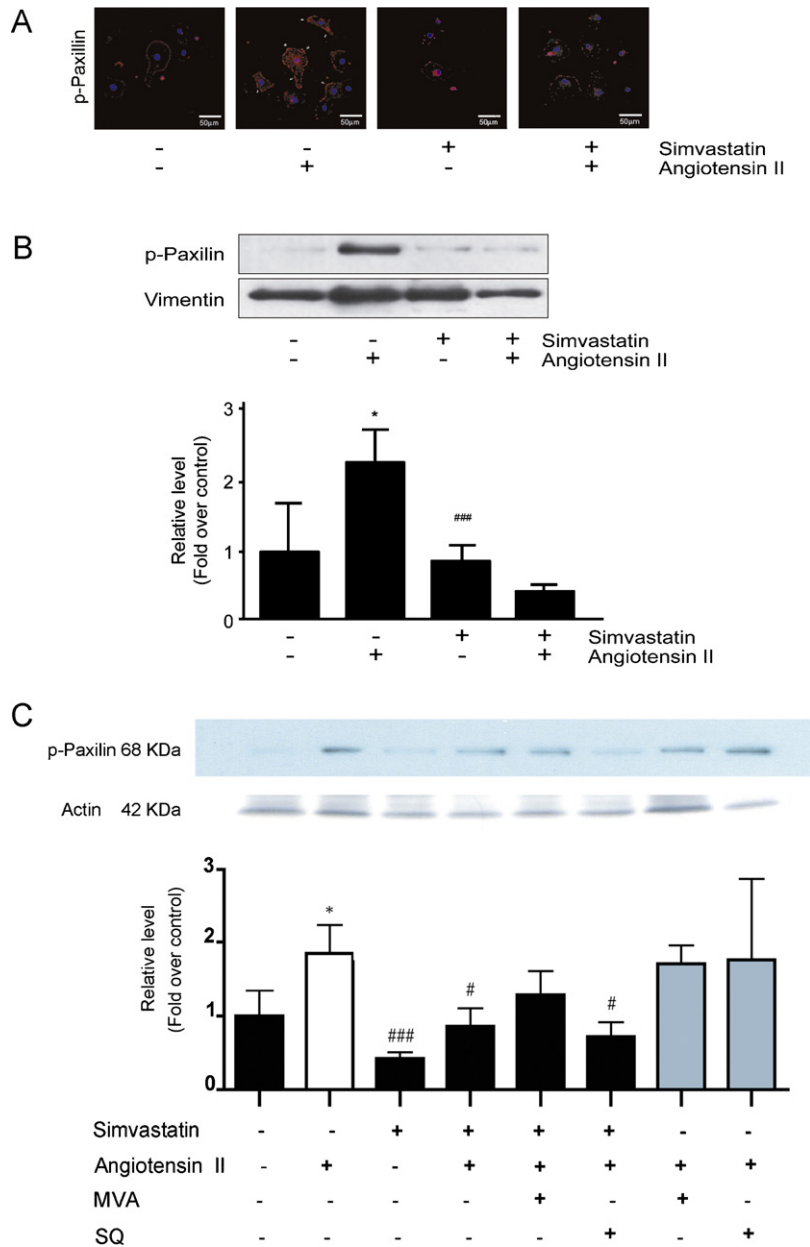 A
p-Paxillin
50µm 50µm 50µm 50µm
- - + + Simvastatin
- + - + Angiotensin II
B
p-Paxilin
Vimentin
- - + + Simvastatin
- + - + Angiotensin II
Relative level
(Fold over control)
3
2
1
0
*
###
- - + + Simvastatin
- + - + Angiotensin II
C
p-Paxilin 68 KDa
Actin 42 KDa
Relative level
(Fold over control)
3
2
1
0
*
###
#
#
Simvastatin - - + + + + - -
Angiotensin II - + - + + + + +
MVA - - - - + - + -
SQ - - - - - + - +